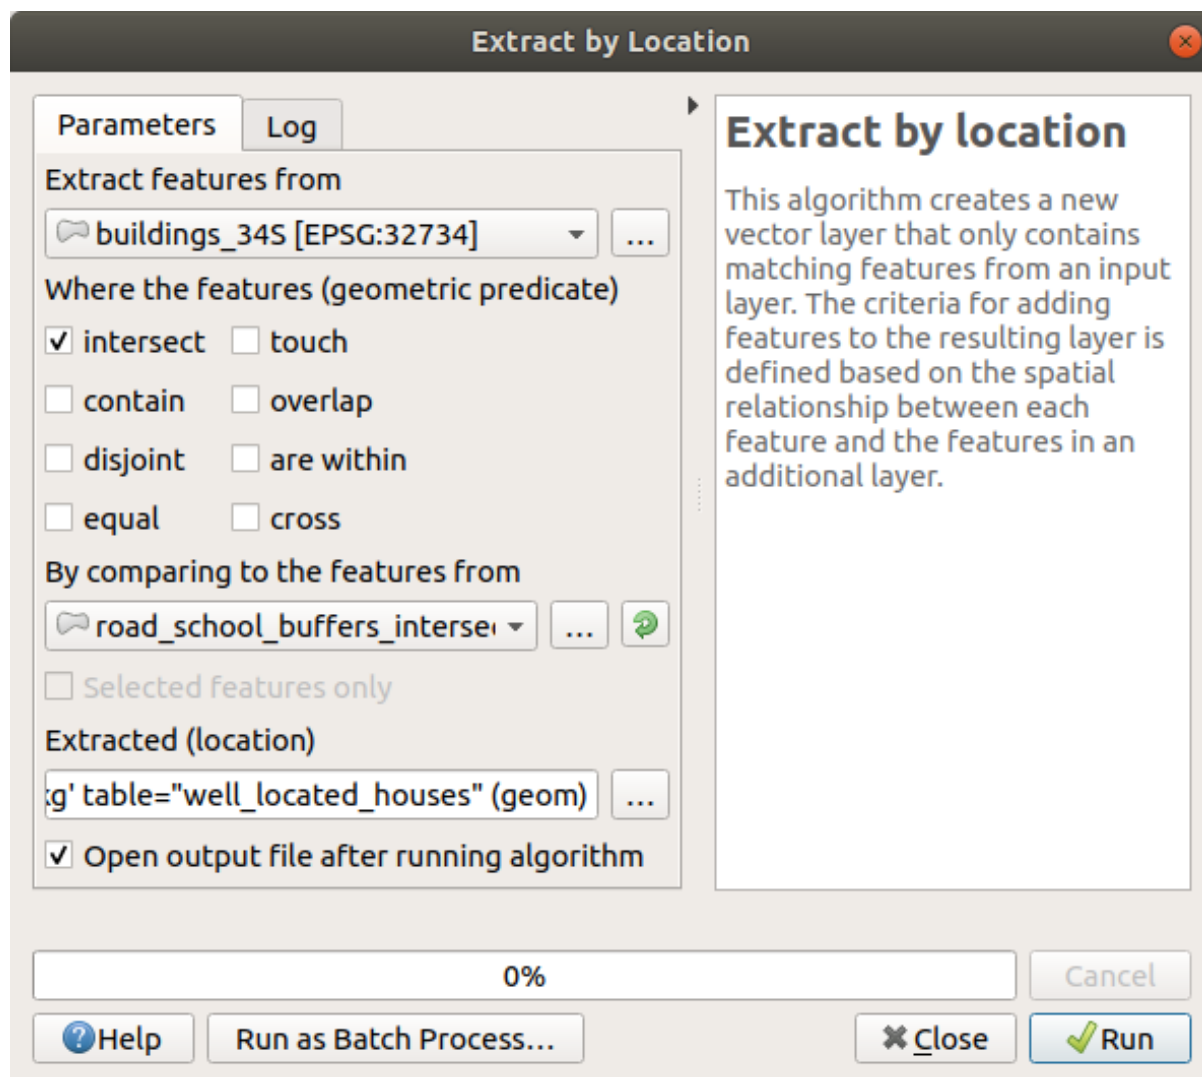 Extract by Location
Parameters
Log
Extract features from
buildings_34S [EPSG:32734]
...
Where the features (geometric predicate)
intersect
touch
contain
overlap
disjoint
are within
equal
cross
By comparing to the features from
road_school_buffers_interse
...
Selected features only
Extracted (location)
g' table="well_located_houses" (geom)
...
Open output file after running algorithm
Extract by location
This algorithm creates a new
vector layer that only contains
matching features from an input
layer. The criteria for adding
features to the resulting layer is
defined based on the spatial
relationship between each
feature and the features in an
additional layer.
0%
Cancel
Help
Run as Batch Process...
Close
Run